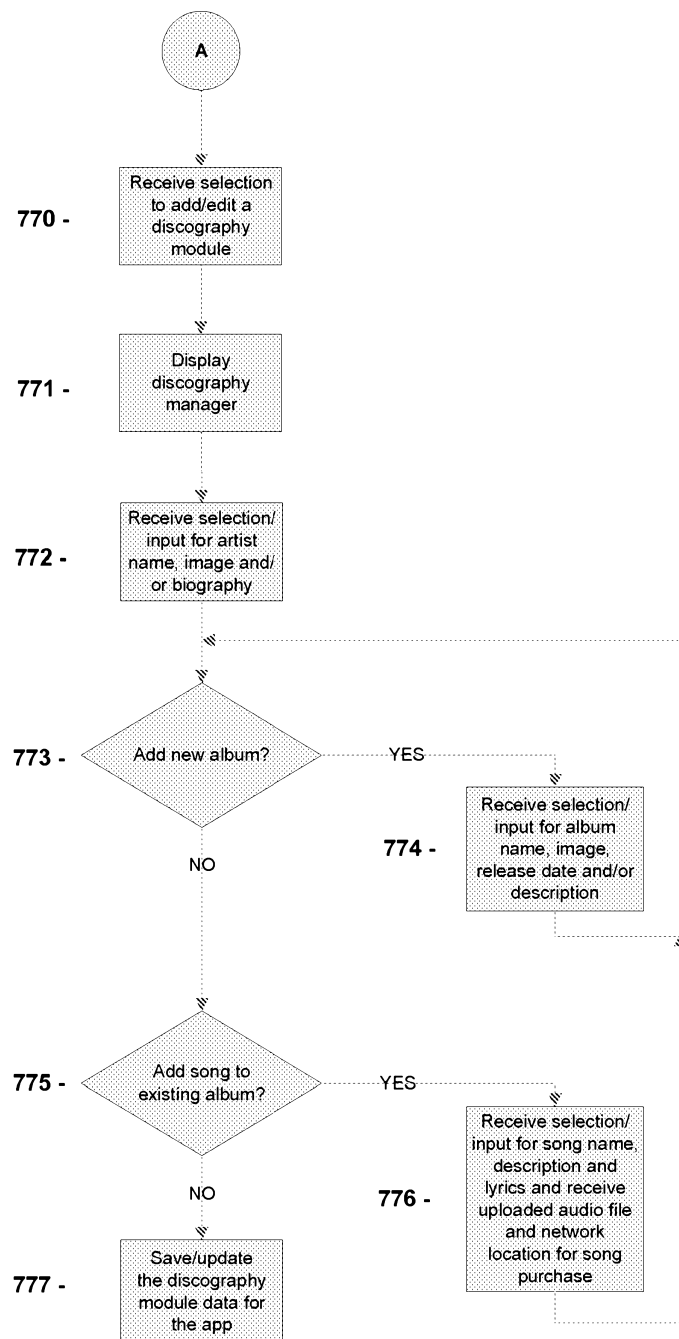 A
770 -
Receive selection
to add/edit a
discography
module
771 -
Display
discography
manager
772 -
Receive selection/
input for artist
name, image and/
or biography
773 -
Add new album?
YES
774 -
Receive selection/
input for album
name, image,
release date and/or
description
NO
775 -
Add song to
existing album?
YES
776 -
Receive selection/
input for song name,
description and
lyrics and receive
uploaded audio file
and network
location for song
purchase
NO
777 -
Save/update
the discography
module data for
the app